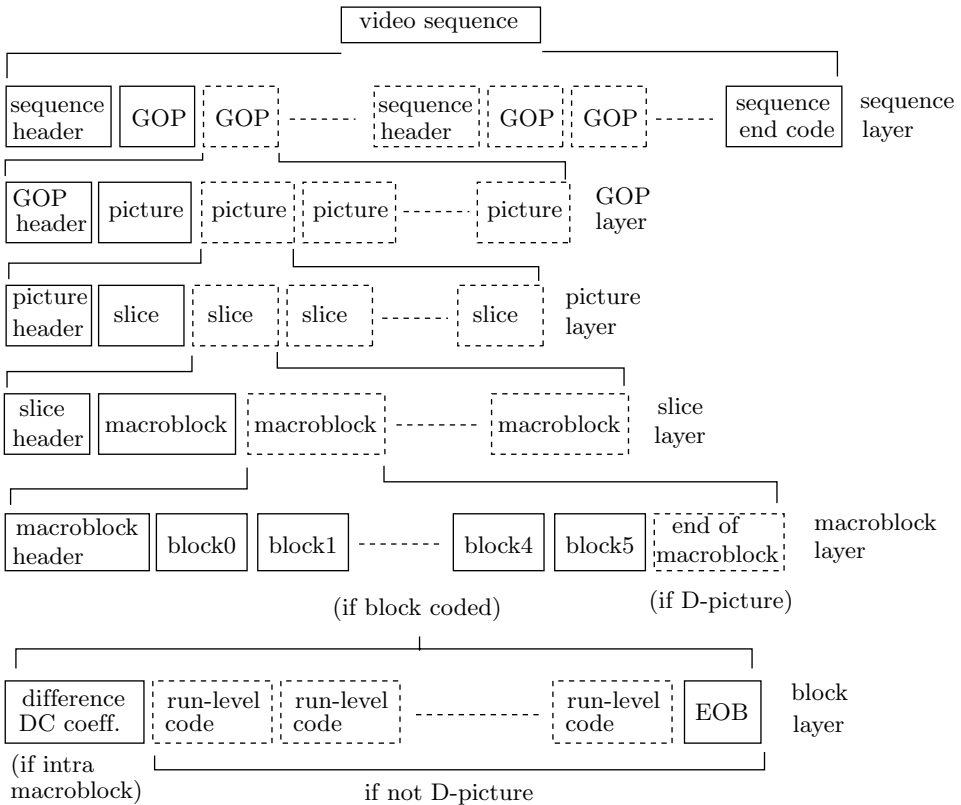 video sequence
sequence
header
GOP
GOP
sequence
header
GOP
GOP
sequence
end code
sequence
layer
GOP
header
picture
picture
picture
picture
GOP
layer
picture
header
slice
slice
slice
slice
picture
layer
slice
header
macroblock
macroblock
macroblock
slice
layer
macroblock
header
block0
block1
block4
block5
end of
macroblock
macroblock
layer
(if block coded)
(if D-picture)
difference
DC coeff.
run-level
code
run-level
code
run-level
code
EOB
block
layer
(if intra
macroblock)
if not D-picture